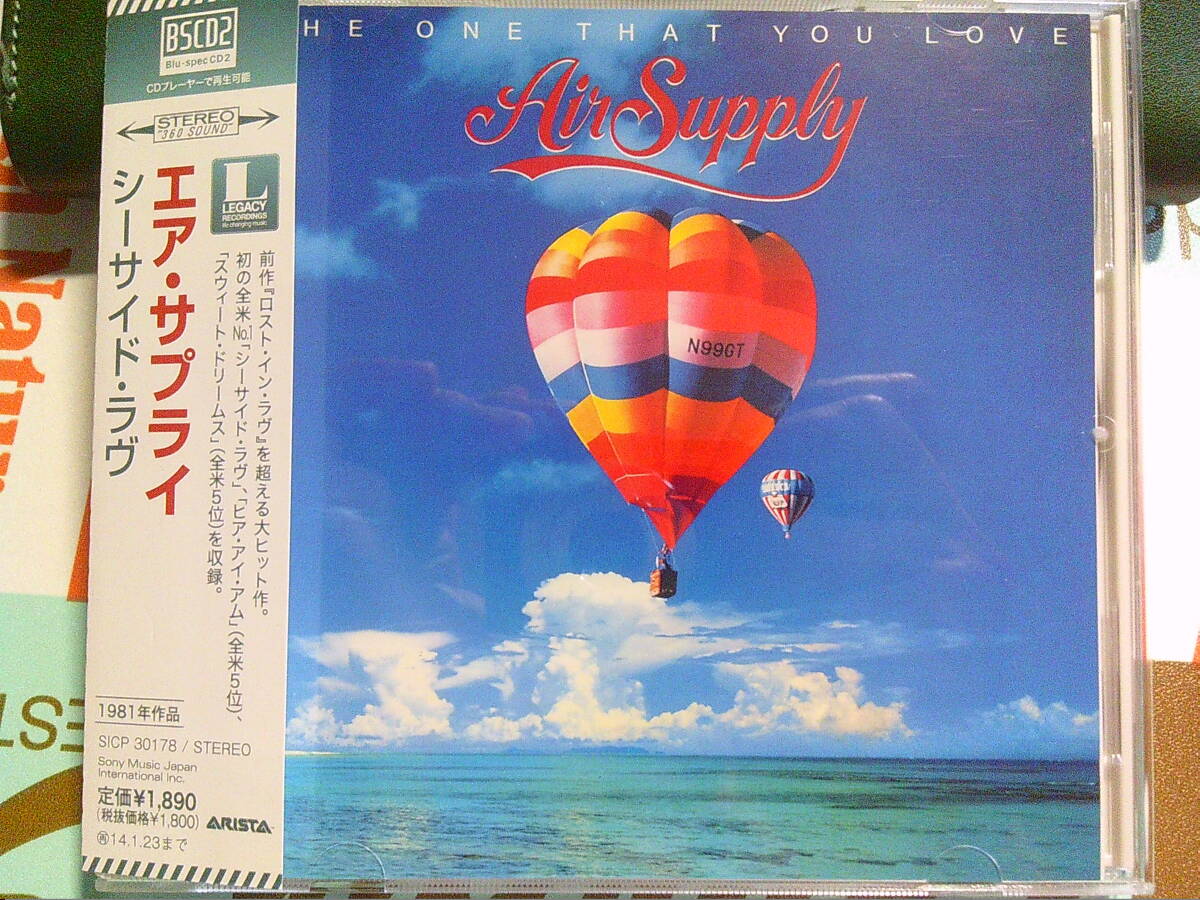 BSCD2
Blu-spec CD2
CDプレーヤーで再生可能
STEREO
"360 SOUND"
L
LEGACY
RECORDINGS
life changing music
エア・サプライ
シーサイド・ラヴ
前作『ロスト・イン・ラヴ』を超える大ヒット作。
初の全米No.1「シーサイド・ラヴ」、「ヒア・アイ・アム」(全米5位)、
「スウィート・ドリームス」(全米5位)を収録。
1981年作品
SICP 30178 / STEREO
Sony Music Japan
International Inc.
定価¥1,890
(税抜価格¥1,800)
ARISTA
14.1.23まで
HE ONE THAT YOU LOVE
Air Supply
N99GT
Natur
EST